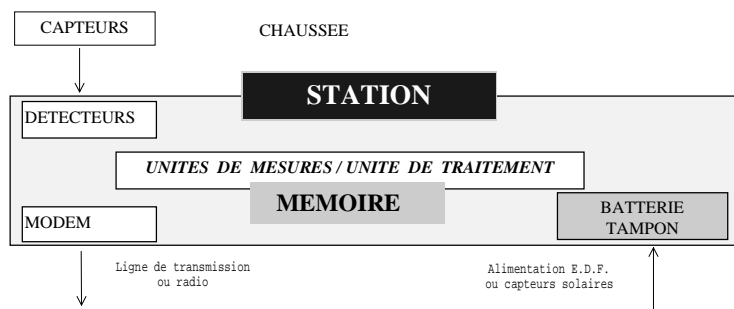 CAPTEURS
CHAUSSEE
STATION
DETECTEURS
UNITES DE MESURES / UNITE DE TRAITEMENT
MEMOIRE
MODEM
BATTERIE
TAMPON
Ligne de transmission
ou radio
Alimentation E.D.F.
ou capteurs solaires